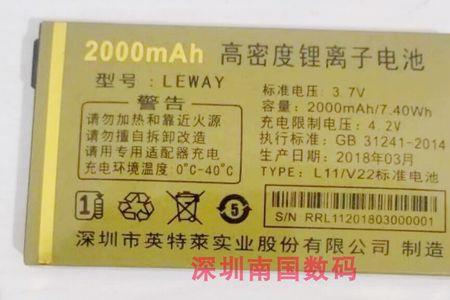 2000mAh 高密度锂离子电池
型号:LEWAY
警告
请勿加热和靠近火源
请勿擅自拆卸改造
请用专用适配器充电
充电环境温度:0°C-40°C
标准电压:3.7V
容量:2000mAh/7.40Wh
充电限制电压:4.2V
执行标准:GB 31241-2014
生产日期:2018年03月
TYPE:L11/V22标准电池
1
5
S/N RRL11201803000001
深圳市英特莱实业股份有限公司 制造
深圳南国数码